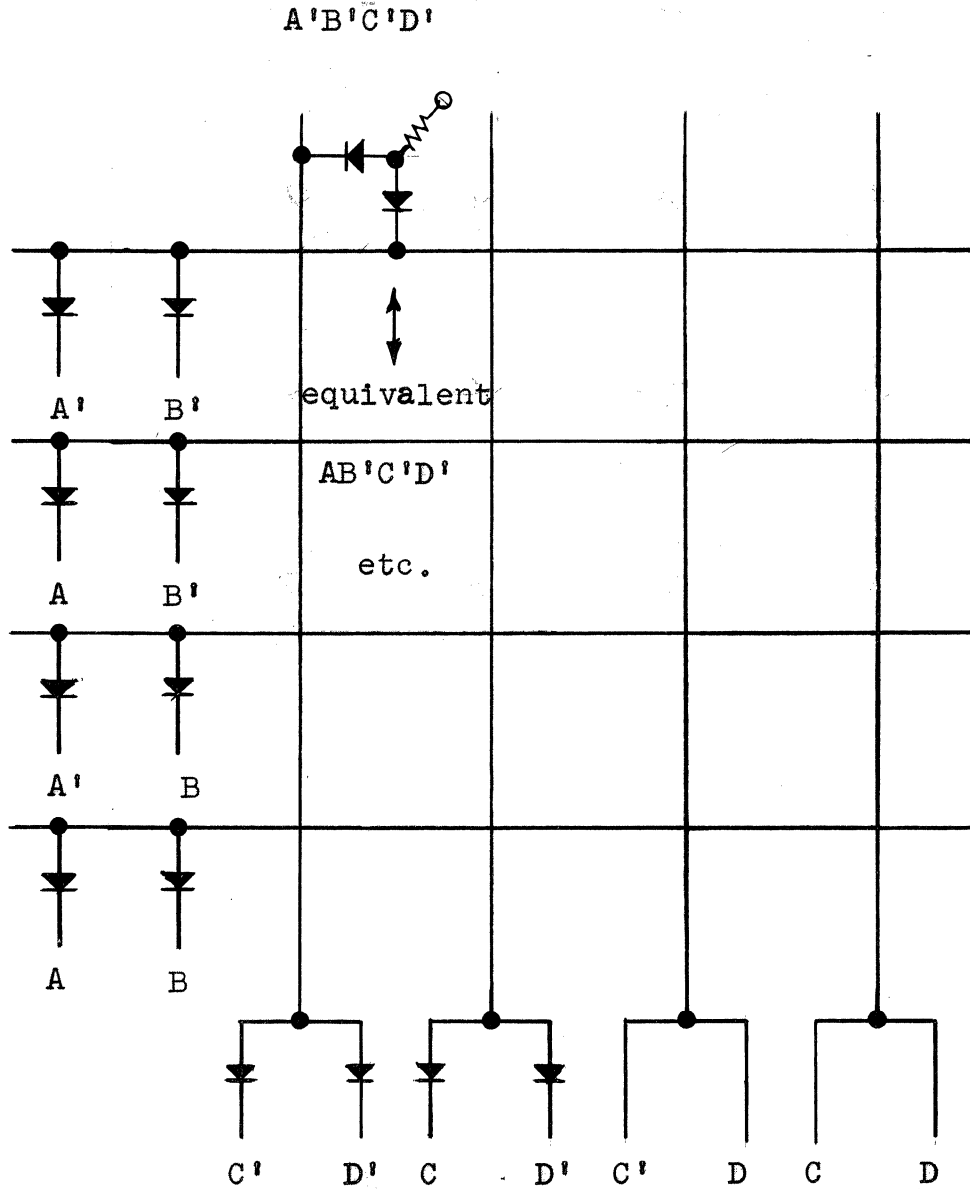 A'B'C'D'
equivalent
A' B'
AB'C'D'
etc.
A B'
A' B
A B
C' D' C D' C' D C D